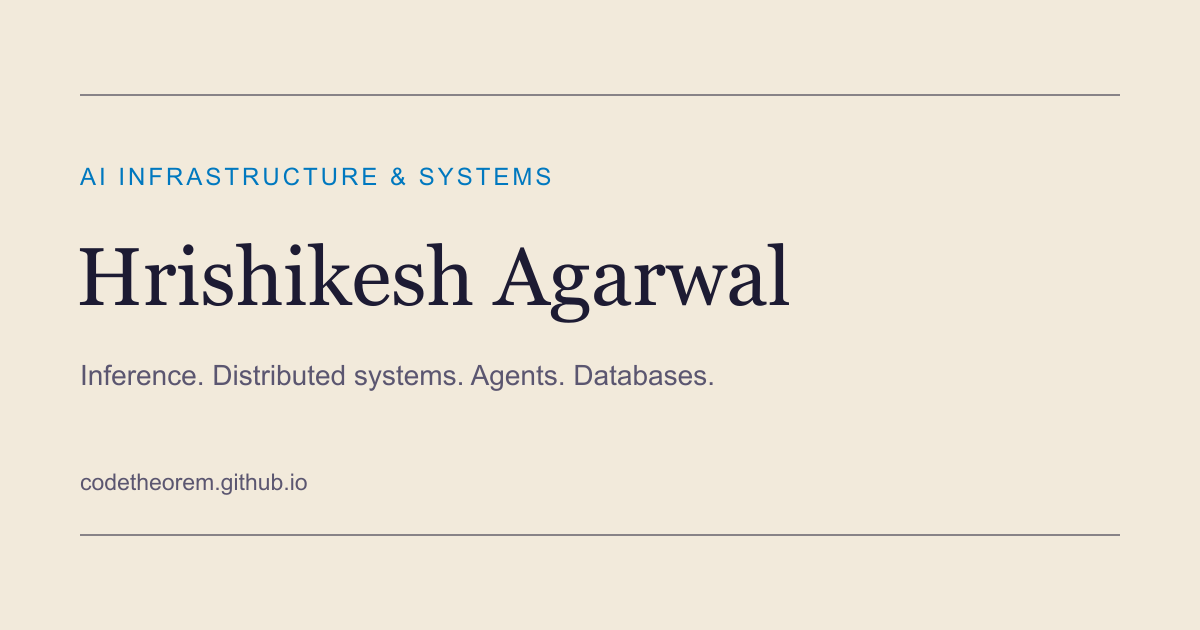 AI INFRASTRUCTURE & SYSTEMS
Hrishikesh Agarwal
Inference. Distributed systems. Agents. Databases.
codetheorem.github.io